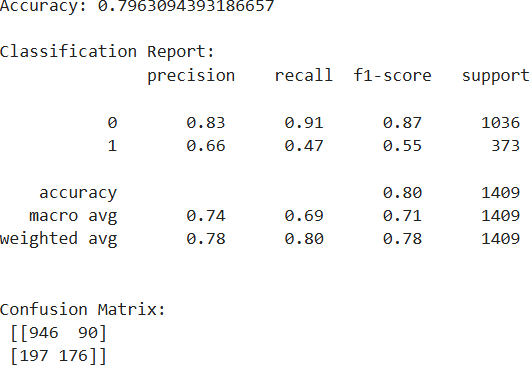 Accuracy: 0.7963094393186657
Classification Report:
precision recall f1-score support
0 0.83 0.91 0.87 1036
1 0.66 0.47 0.55 373
accuracy 0.80 1409
macro avg 0.74 0.69 0.71 1409
weighted avg 0.78 0.80 0.78 1409
Confusion Matrix:
[[946 90]
[197 176]]